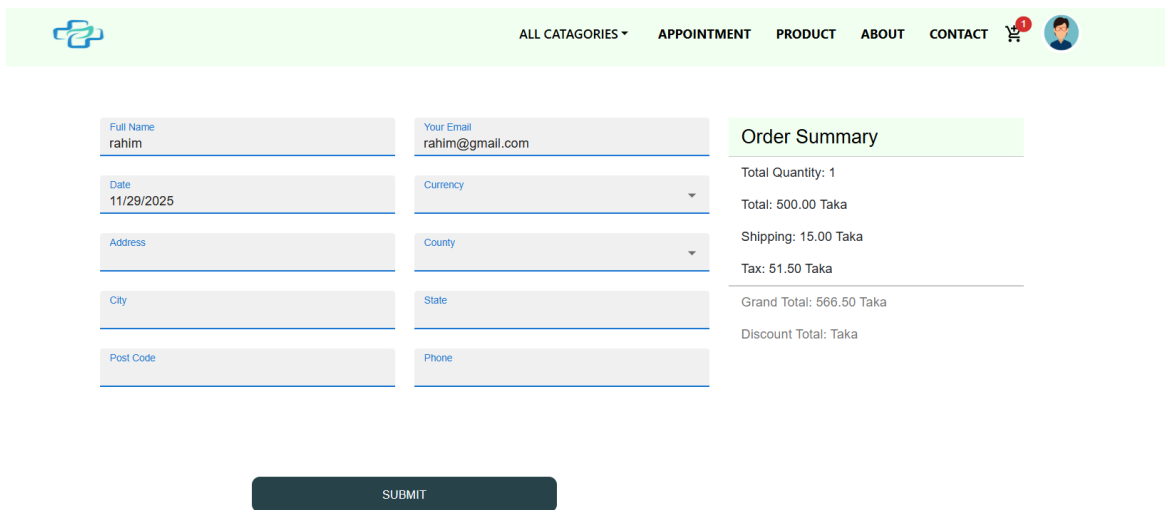 ALL CATAGORIES APPOINTMENT PRODUCT ABOUT CONTACT 1
Full Name
rahim
Your Email
rahim@gmail.com
Date
11/29/2025
Currency
Address
County
City
State
Post Code
Phone
SUBMIT
Order Summary
Total Quantity: 1
Total: 500.00 Taka
Shipping: 15.00 Taka
Tax: 51.50 Taka
Grand Total: 566.50 Taka
Discount Total: Taka